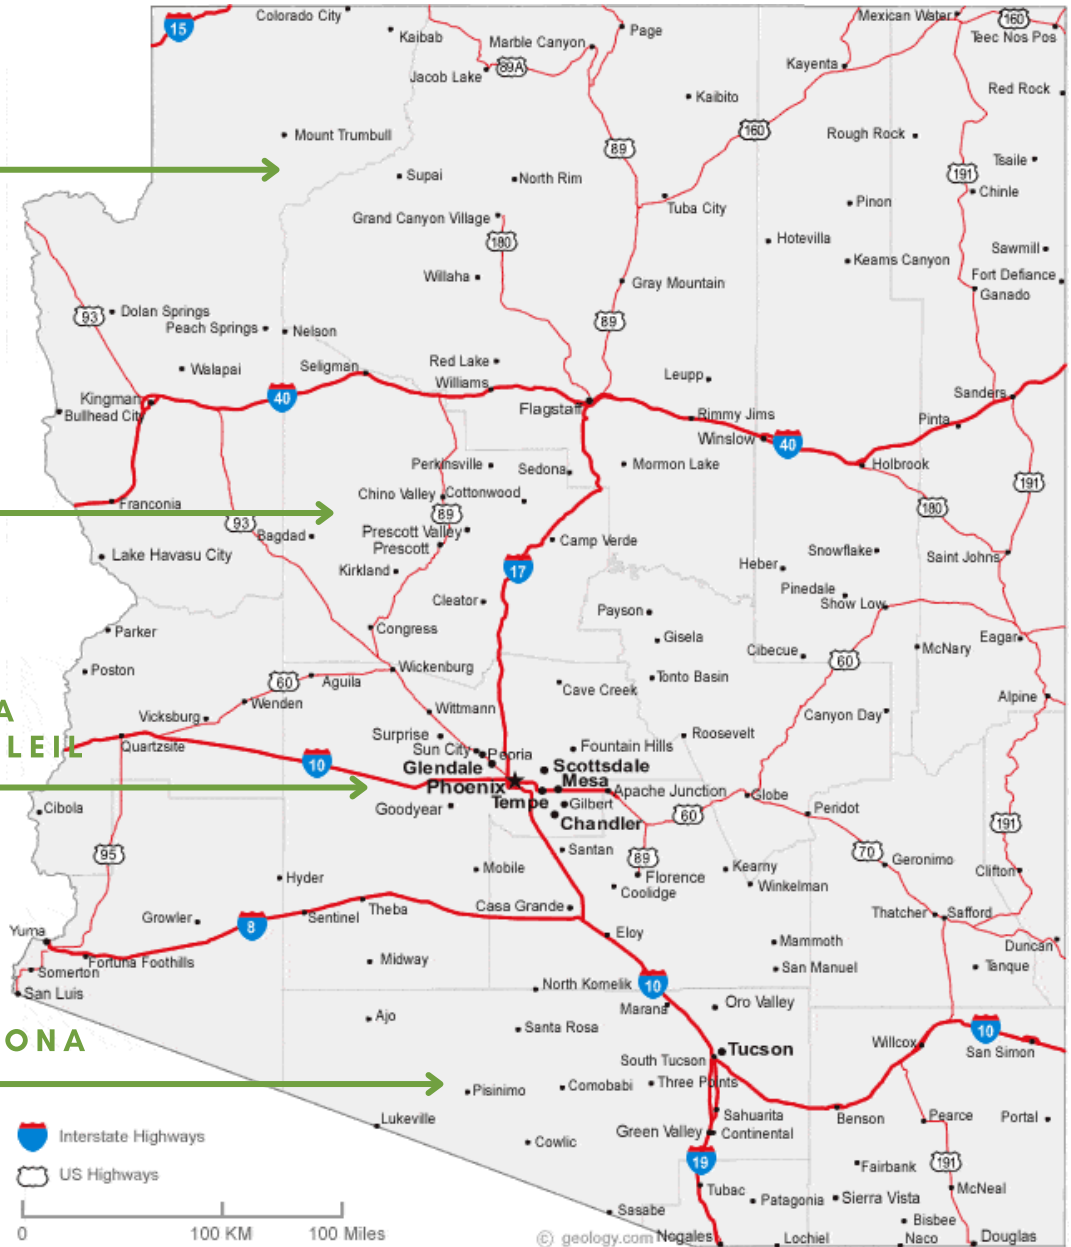 Colorado City
15
Kaibab
Marble Canyon
Page
Mexican Water
160
Teec Nos Pos
Jacob Lake
89A
Kayenta
Kaibito
Red Rock
Mount Trumbull
160
Rough Rock
89
Supai
North Rim
Tsaile
191
Chinle
Tuba City
Pinon
Grand Canyon Village
180
Hotevilla
Sawmill
Keams Canyon
Willaha
Gray Mountain
Fort Defiance
Ganado
93
Dolan Springs
Peach Springs
Nelson
89
Walapai
Seligman
Red Lake
Williams
Leupp
Kingman
Bullhead City
40
Flagstaff
Rimmy Jims
Winslow
40
Sanders
Pinta
Perkinsville
Sedona
Mormon Lake
Holbrook
191
Franconia
Chino Valley
Cottonwood
89
180
93
Bagdad
Prescott Valley
Prescott
Camp Verde
Snowflake
Saint Johns
Lake Havasu City
Kirkland
17
Heber
Pinedale
Show Low
Cleator
Payson
Parker
Congress
Gisela
Cibecue
60
McNary
Eagar
Poston
60
Aguila
Wickenburg
Tonto Basin
Cave Creek
Wenden
Wittmann
Alpine
A
Vicksburg
Canyon Day
LEIL
Quartzsite
Surprise
Sun City
Peoria
Fountain Hills
Roosevelt
10
Glendale
Scottsdale
Phoenix
Mesa
Apache Junction
Globe
Tempe
Gilbert
Cibola
Goodyear
Chandler
60
Peridot
191
95
Santan
89
70
Geronimo
Hyder
Mobile
Florence
Coolidge
Kearny
Winkelman
Clifton
Growler
8
Sentinel
Theba
Casa Grande
Thatcher
Safford
Yuma
Eloy
Mammoth
Duncan
Fortuna Foothills
Somerton
Midway
San Manuel
Tanque
San Luis
North Komelik
10
Marana
Oro Valley
Ajo
Santa Rosa
ONA
Willcox
10
San Simon
South Tucson
Tucson
Pisinimo
Comobabi
Three Points
Lukeville
Sahuarita
Benson
Pearce
Portal
Interstate Highways
Green Valley
Continental
Cowlic
US Highways
19
Fairbank
191
Tubac
Patagonia
Sierra Vista
McNeal
Sasabe
Bisbee
0
100 KM
100 Miles
© geology.com
Nogales
Lochiel
Naco
Douglas